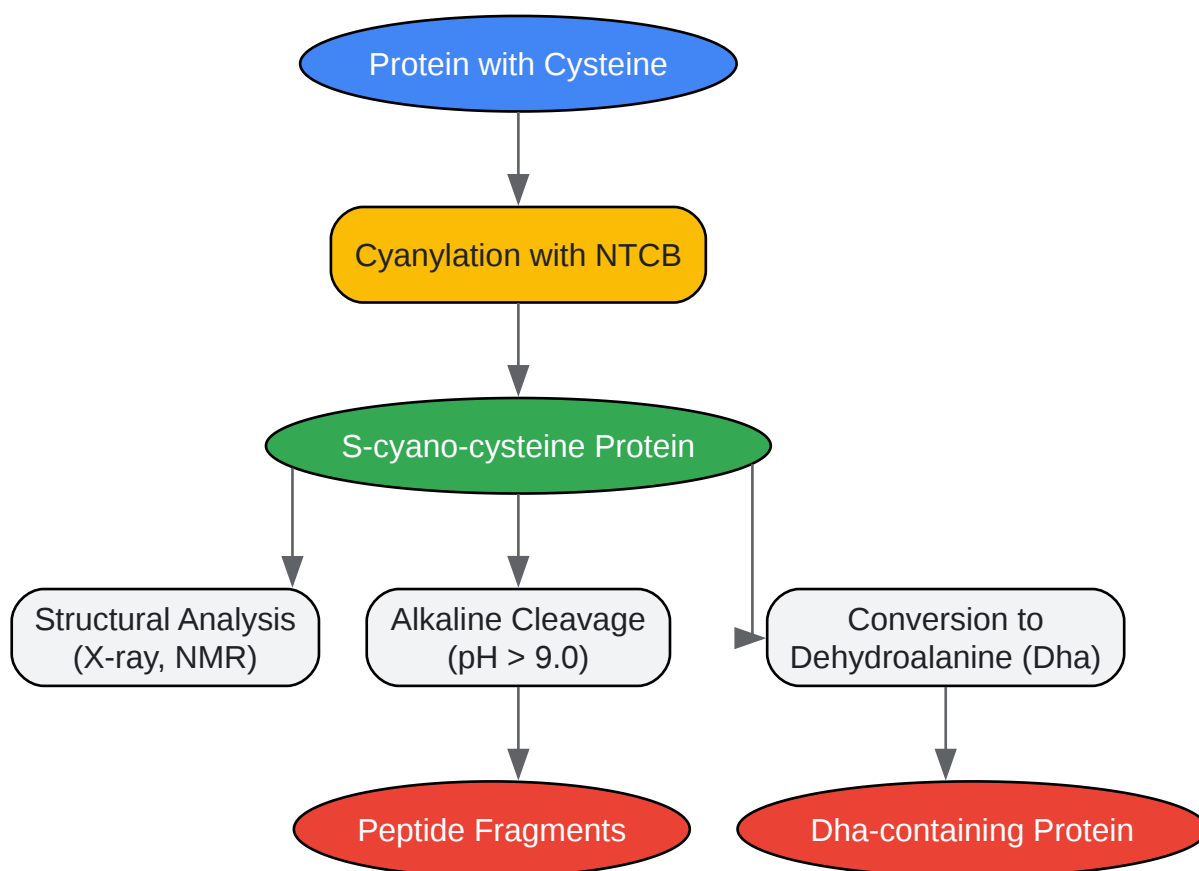 Protein with Cysteine
Cyanylation with NTCB
S-cyano-cysteine Protein
Structural Analysis
(X-ray, NMR)
Alkaline Cleavage
(pH > 9.0)
Conversion to
Dehydroalanine (Dha)
Peptide Fragments
Dha-containing Protein